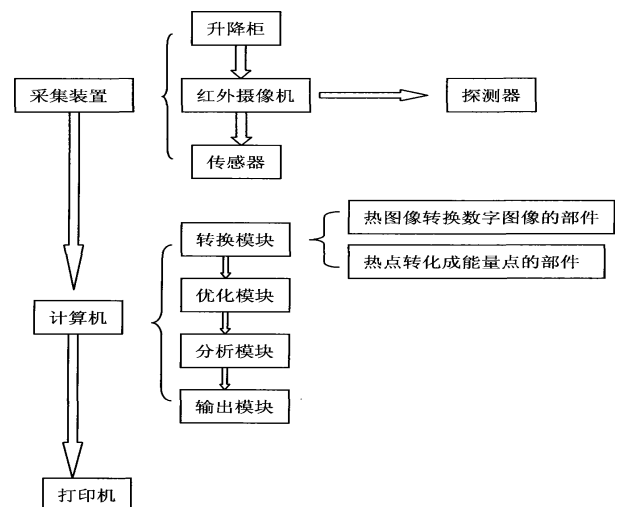 升降柜
采集装置
红外摄像机
探测器
传感器
热图像转换数字图像的部件
转换模块
热点转化成能量点的部件
优化模块
计算机
分析模块
输出模块
打印机